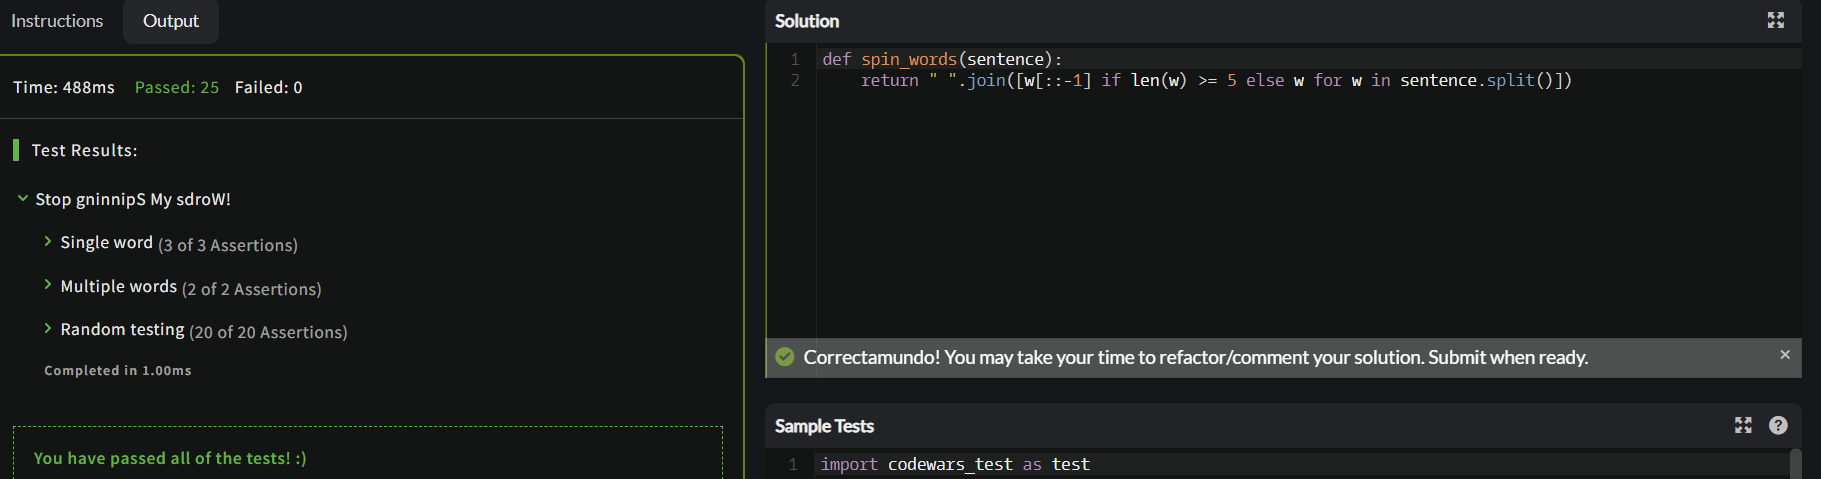 Instructions Output
Time: 488ms Passed: 25 Failed: 0
Test Results:
Stop gninnipS My sdroW!
Single word (3 of 3 Assertions)
Multiple words (2 of 2 Assertions)
Random testing (20 of 20 Assertions)
Completed in 1.00ms
You have passed all of the tests! :)
Solution
1 def spin_words(sentence):
2     return " ".join([w[::-1] if len(w) >= 5 else w for w in sentence.split()])
Correctamundo! You may take your time to refactor/comment your solution. Submit when ready. ×
Sample Tests ?
1 import codewars_test as test